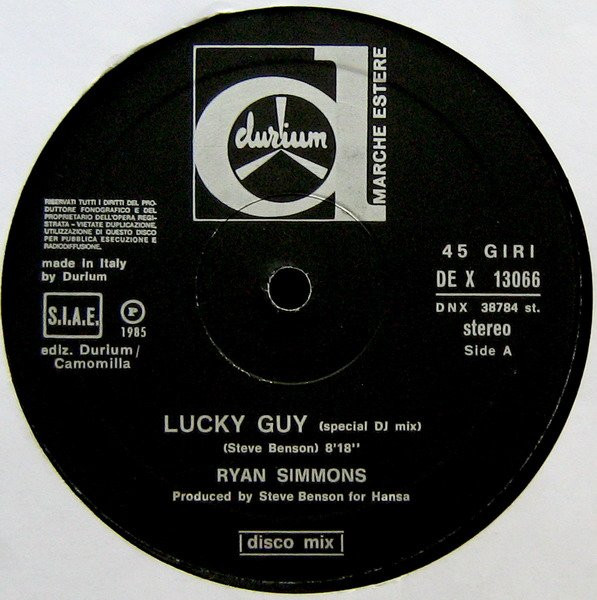 durium
MARCHE ESTERE
RISERVATI TUTTI I DIRITTI DEL PRO-
DUTTORE FONOGRAFICO E DEL
PROPRIETARIO DELL'OPERA REGI-
STRATA - VIETATE DUPLICAZIONE,
UTILIZZAZIONE DI QUESTO DISCO
PER PUBBLICA ESECUZIONE E
RADIODIFFUSIONE.
made in Italy
by Durium
S.I.A.E.
P
1985
ediz. Durium/
Camomilla
45 GIRI
DE X 13066
DNX 38784 st.
stereo
Side A
LUCKY GUY (special DJ mix)
(Steve Benson) 8'18''
RYAN SIMMONS
Produced by Steve Benson for Hansa
disco mix